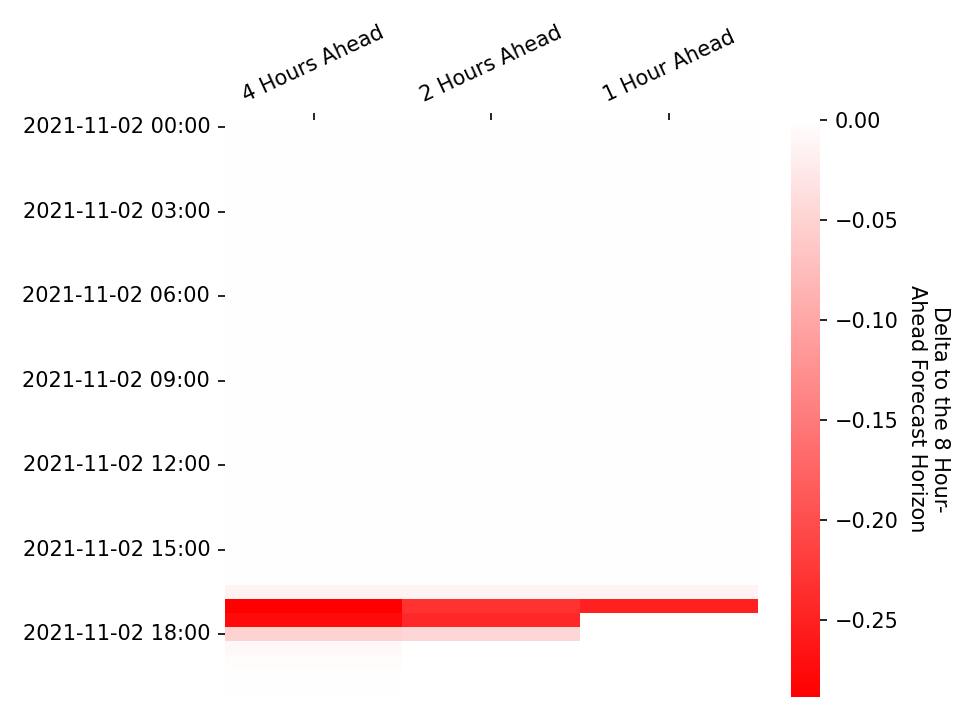 4 Hours Ahead
2 Hours Ahead
1 Hour Ahead
2021-11-02 00:00
2021-11-02 03:00
2021-11-02 06:00
2021-11-02 09:00
2021-11-02 12:00
2021-11-02 15:00
2021-11-02 18:00
0.00
−0.05
−0.10
−0.15
−0.20
−0.25
Delta to the 8 Hour-
Ahead Forecast Horizon